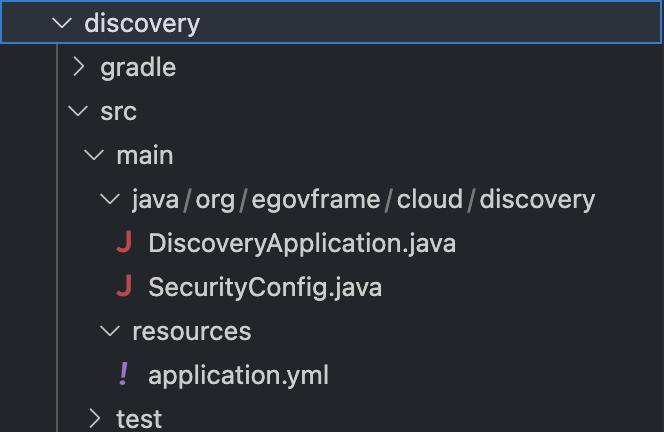 discovery
gradle
src
main
java/org/egovframe/cloud/discovery
J DiscoveryApplication.java
J SecurityConfig.java
resources
! application.yml
test